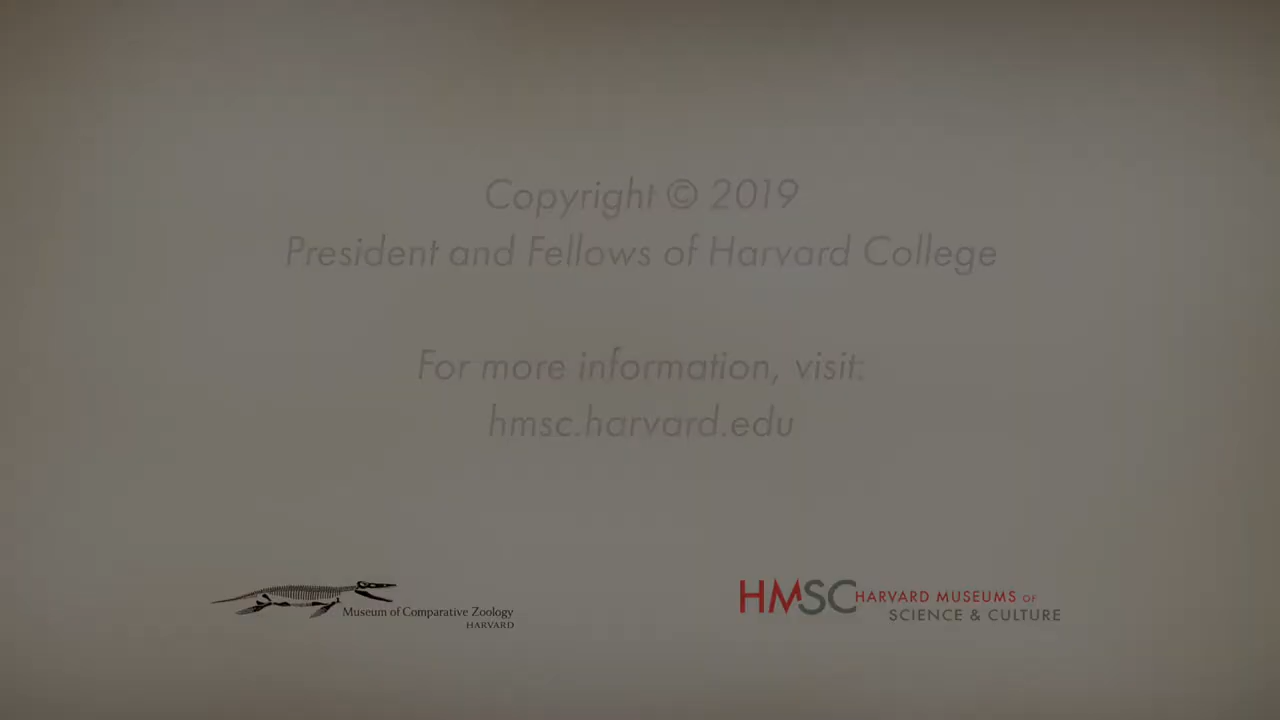 Copyright © 2019
President and Fellows of Harvard College
For more information, visit:
hmsc.harvard.edu
Museum of Comparative Zoology
HARVARD
HMSC HARVARD MUSEUMS OF
SCIENCE & CULTURE